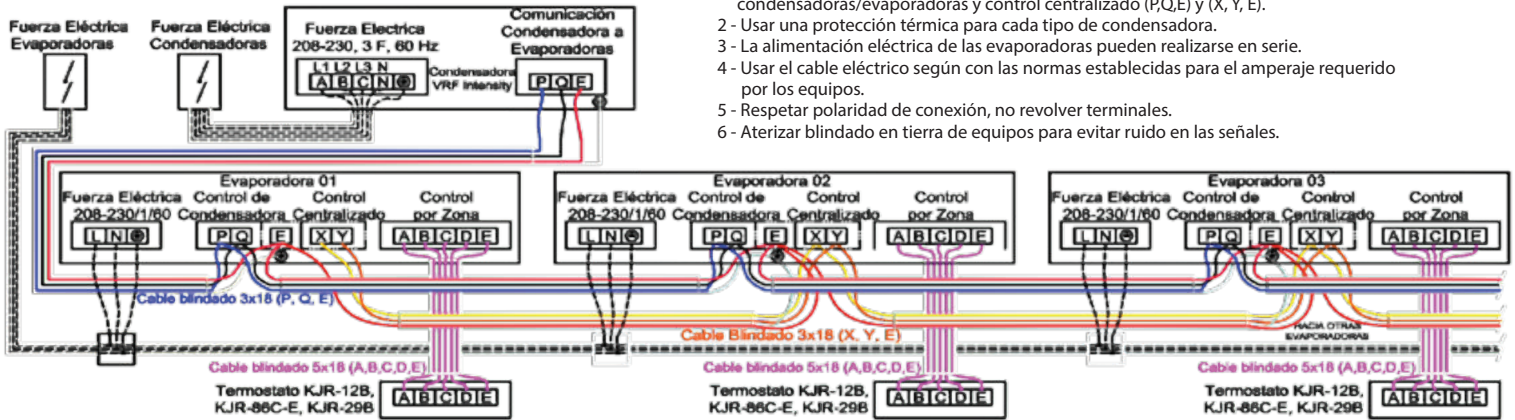 condensadoras/evaporadoras y control centralizado (P,Q,E) y (X, Y, E).
2 - Usar una protección térmica para cada tipo de condensadora.
3 - La alimentación eléctrica de las evaporadoras pueden realizarse en serie.
4 - Usar el cable eléctrico según con las normas establecidas para el amperaje requerido
por los equipos.
5 - Respetar polaridad de conexión, no revolver terminales.
6 - Aterizar blindado en tierra de equipos para evitar ruido en las señales.
Fuerza Eléctrica
Evaporadoras
Fuerza Eléctrica
Condensadoras
Fuerza Electrica
208-230, 3 F, 60 Hz
L1 L2 L3 N
A B C N
Condensadora
VRF Intensity
Comunicación
Condensadora a
Evaporadoras
P Q E
Evaporadora 01
Fuerza Eléctrica
208-230/1/60
L N
Control de
Condensadora
P Q E
Control
Centralizado
X Y
Control
por Zona
A B C D E
Evaporadora 02
Fuerza Eléctrica
208-230/1/60
L N
Control de
Condensadora
P Q E
Control
Centralizado
X Y
Control
por Zona
A B C D E
Evaporadora 03
Fuerza Eléctrica
208-230/1/60
L N
Control de
Condensadora
P Q E
Control
Centralizado
X Y
Control
por Zona
A B C D E
Cable blindado 3x18 (P, Q, E)
Cable Blindado 3x18 (X, Y, E)
HACIA OTRAS
EVAPORADORAS
Cable blindado 5x18 (A,B,C,D,E)
Cable blindado 5x18 (A,B,C,D,E)
Cable blindado 5x18 (A,B,C,D,E)
Termostato KJR-12B,
KJR-86C-E, KJR-29B
A B C D E
Termostato KJR-12B,
KJR-86C-E, KJR-29B
A B C D E
Termostato KJR-12B,
KJR-86C-E, KJR-29B
A B C D E